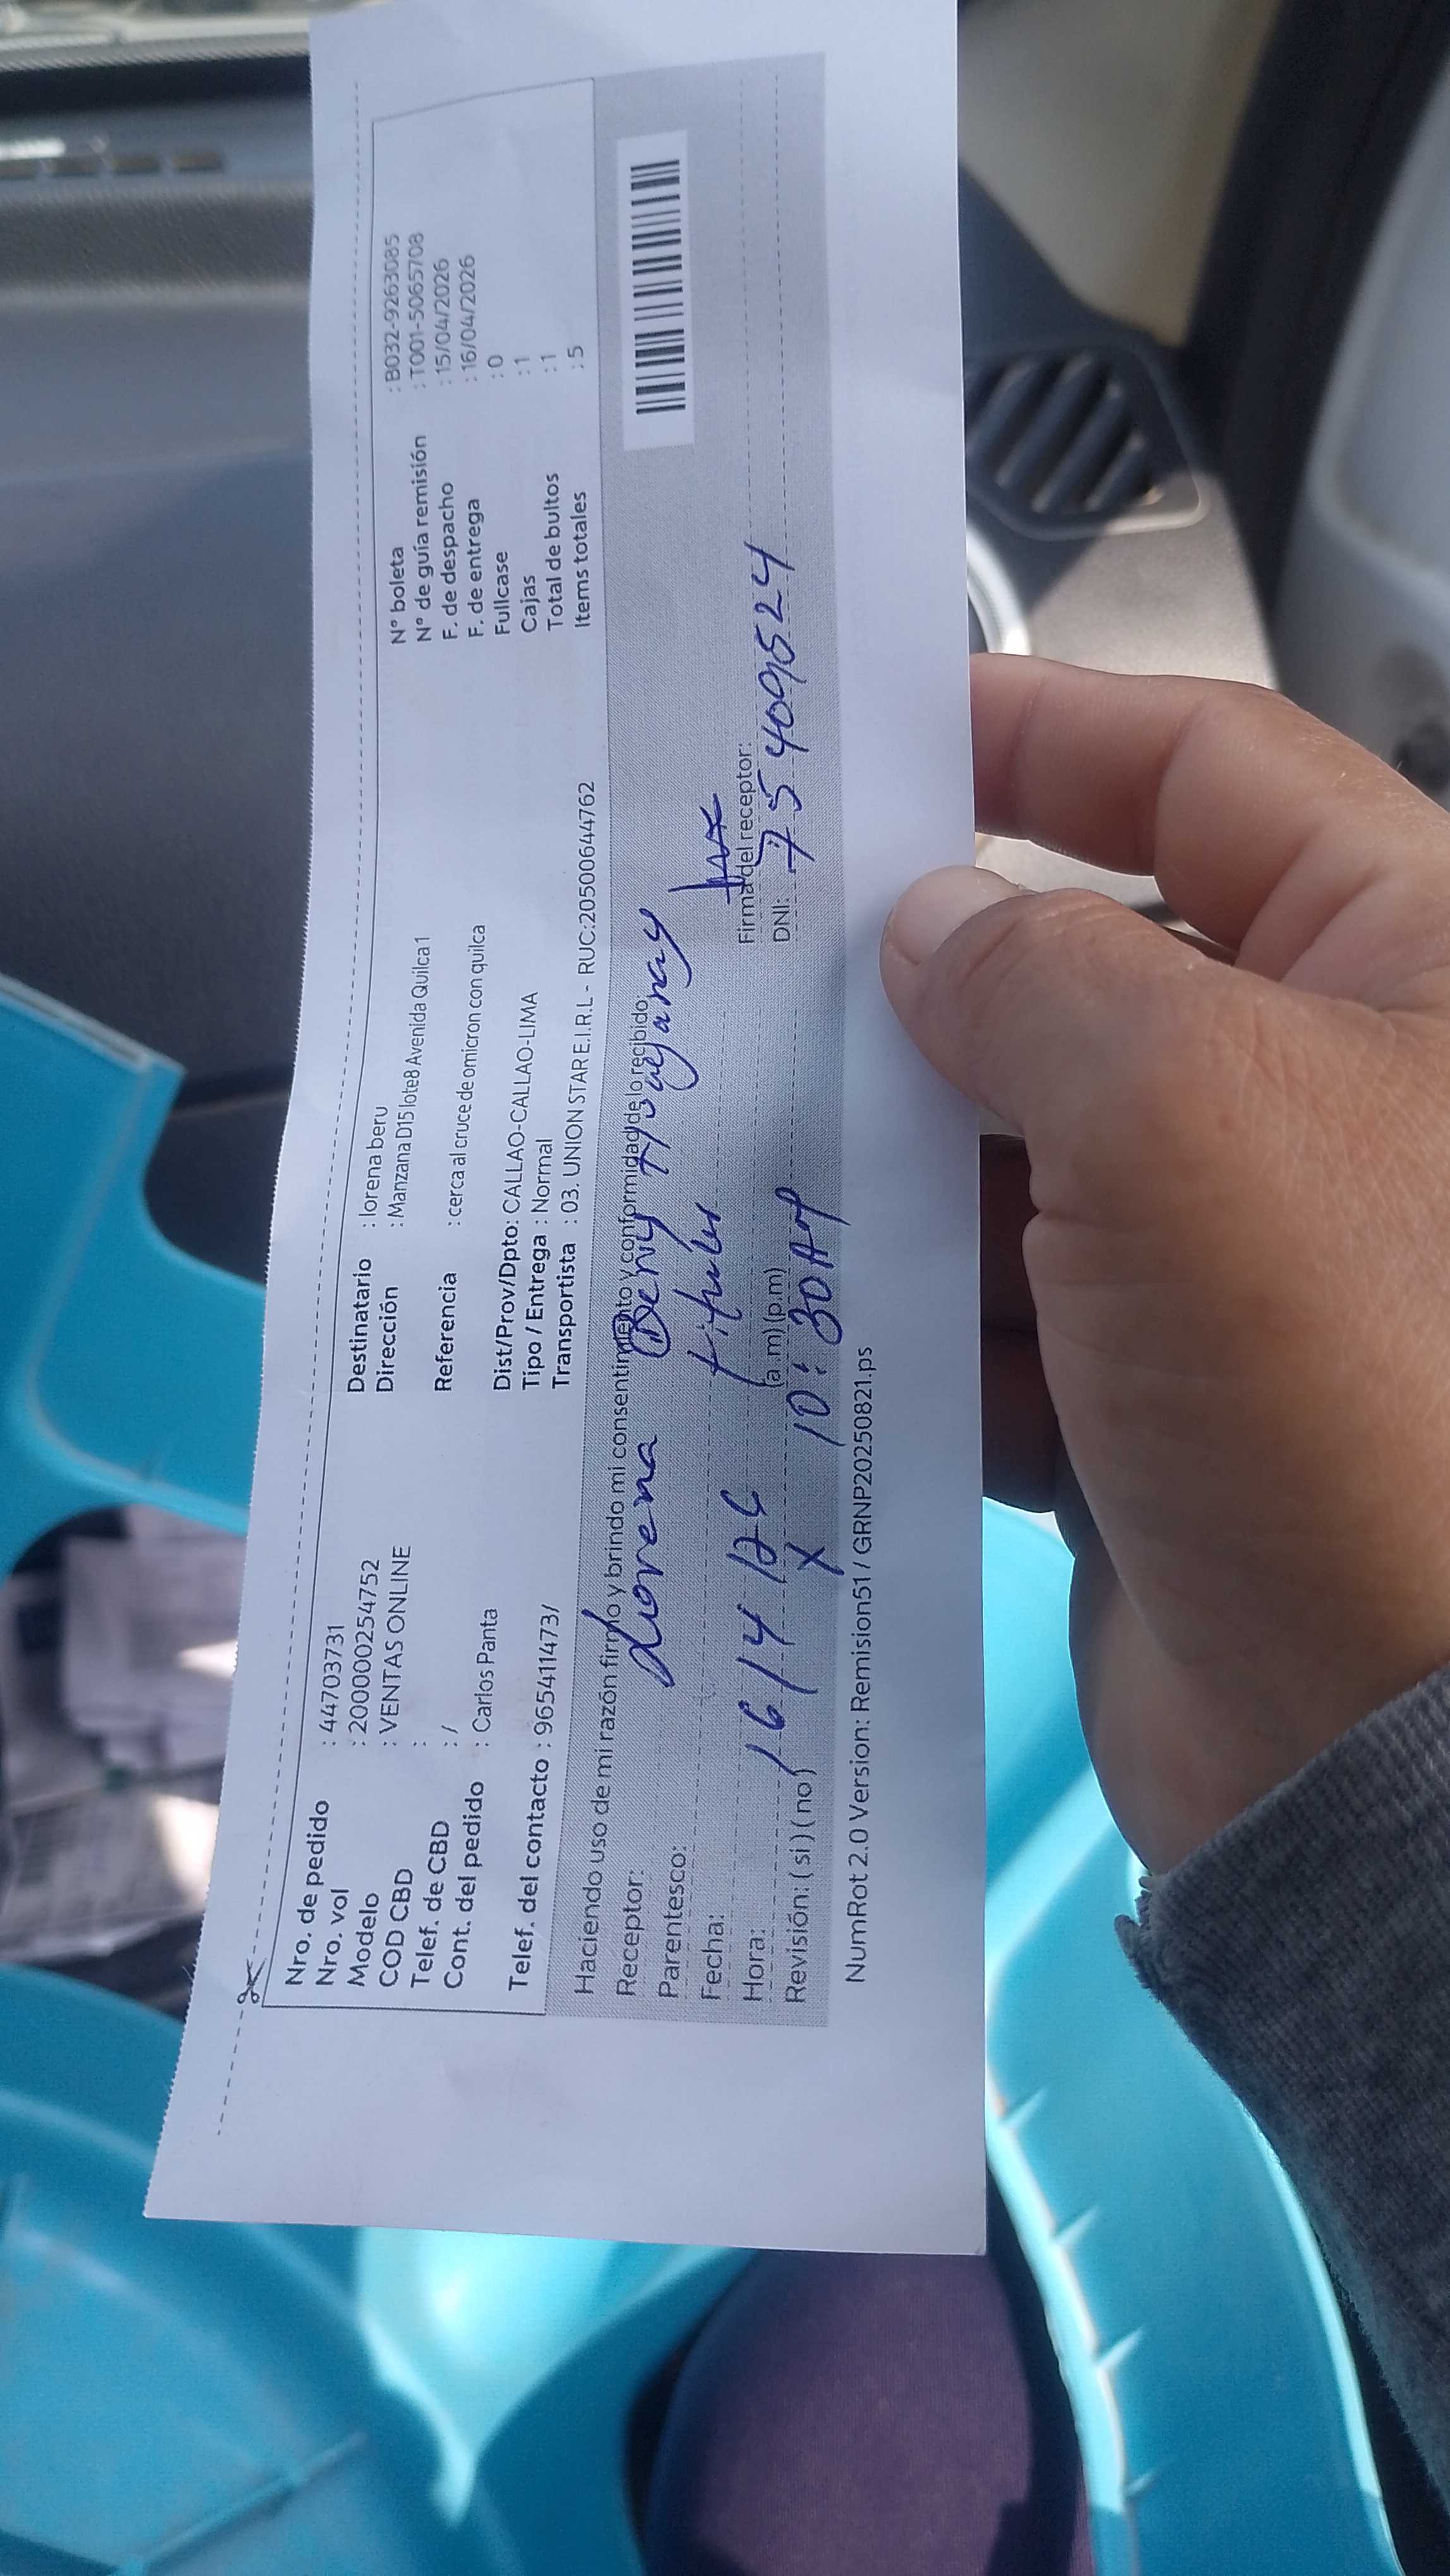 Nro. de pedido : 44703731
Nro. vol : 200000254752
Modelo : VENTAS ONLINE
COD CBD :
Telef. de CBD : /
Cont. del pedido : Carlos Panta
Telef. del contacto : 965411473/
Destinatario : lorena beru
Dirección : Manzana D15 lote8 Avenida Quilca 1
Referencia : cerca al cruce de omicron con quilca
Dist/Prov/Dpto: CALLAO-CALLAO-LIMA
Tipo / Entrega : Normal
Transportista : 03. UNION STAR E.I.R.L - RUC:20500644762
N° boleta : B032-9263085
N° de guía remisión : T001-5065708
F. de despacho : 15/04/2026
F. de entrega : 16/04/2026
Fullcase : 0
Cajas : 1
Total de bultos : 1
Items totales : 5
Haciendo uso de mi razón firmo y brindo mi consentimiento y conformidad de lo recibido.
Receptor: Lorena
Parentesco: titular
Fecha: 16/4/26
Hora: 10:30 AM (a.m) (p.m)
Revisión: ( si ) ( no ) X
Firma del receptor:
DNI: 75409524
NumRot 2.0 Version: Remision51 / GRNP20250821.ps